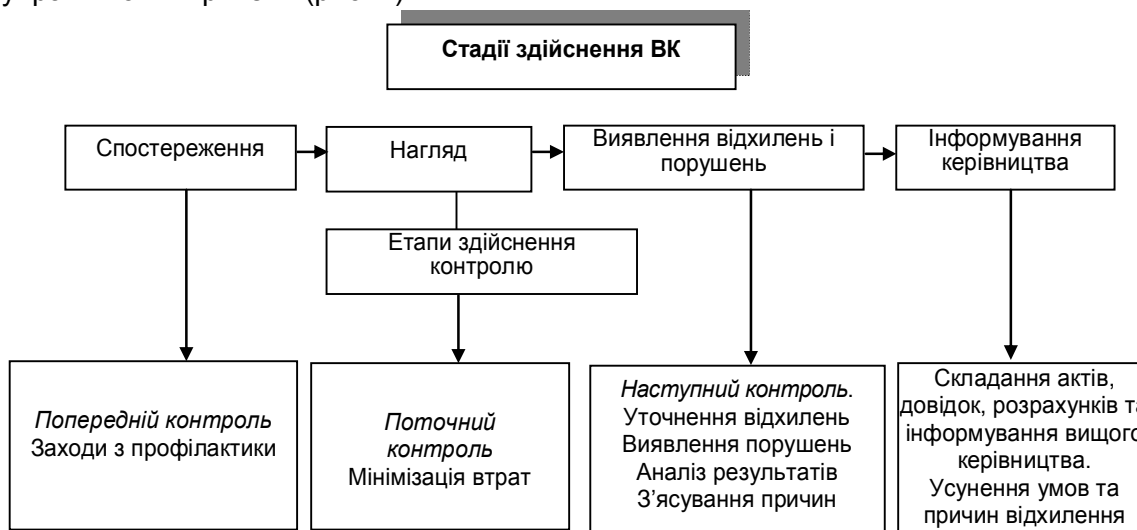 Стадії здійснення ВК
Спостереження
Нагляд
Виявлення відхилень і
порушень
Інформування
керівництва
Етапи здійснення
контролю
Попередній контроль
Заходи з профілактики
Поточний
контроль
Мінімізація втрат
Наступний контроль.
Уточнення відхилень
Виявлення порушень
Аналіз результатів
З’ясування причин
Складання актів,
довідок, розрахунків та
інформування вищого
керівництва.
Усунення умов та
причин відхилення